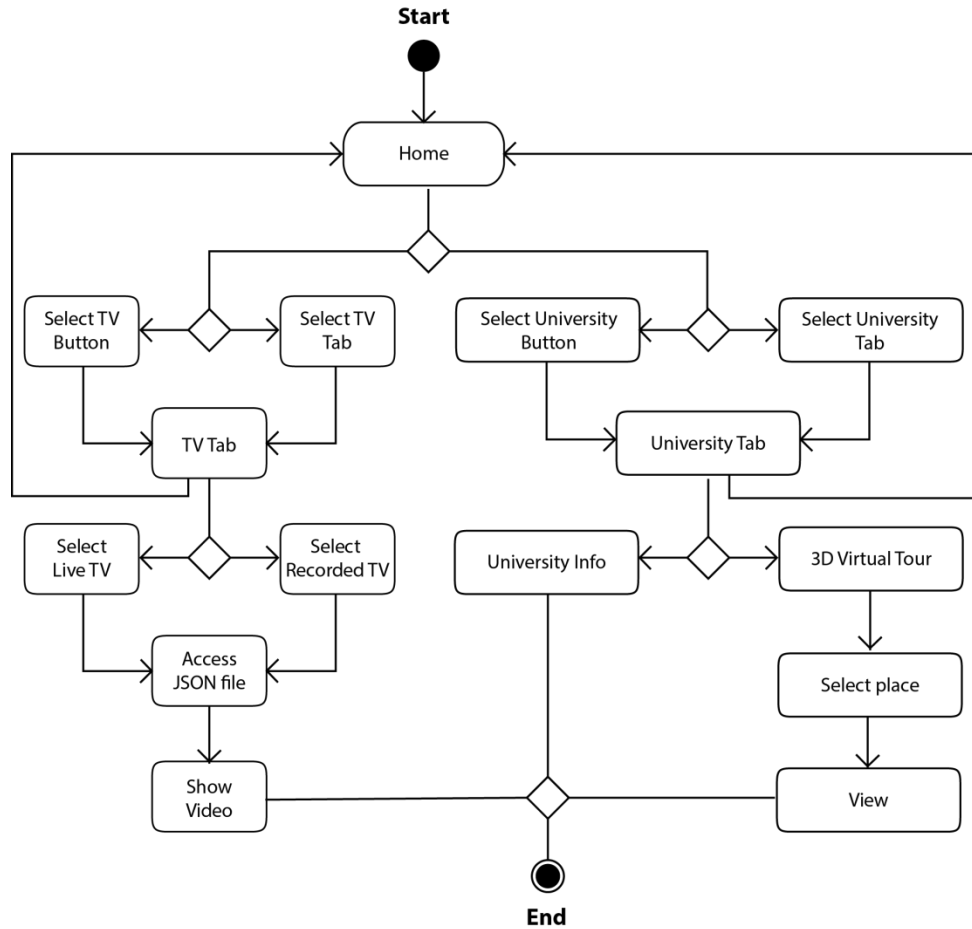 Start
Home
Select TV
Button
Select TV
Tab
Select University
Button
Select University
Tab
TV Tab
University Tab
Select
Live TV
Select
Recorded TV
University Info
3D Virtual Tour
Access
JSON file
Select place
Show
Video
View
End